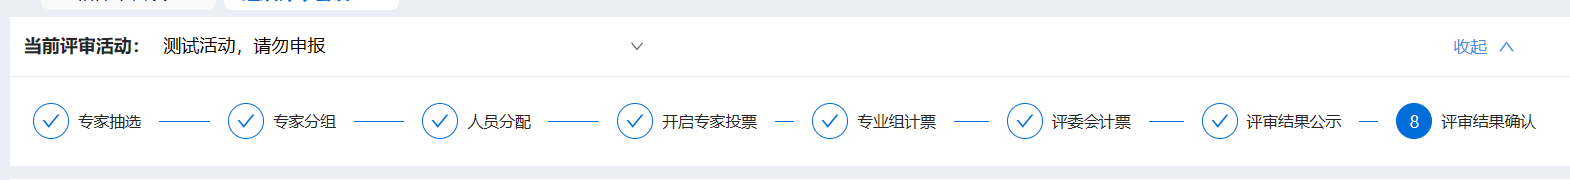 当前评审活动： 测试活动，请勿申报 收起
专家抽选 专家分组 人员分配 开启专家投票 专业组计票 评委会计票 评审结果公示 8 评审结果确认